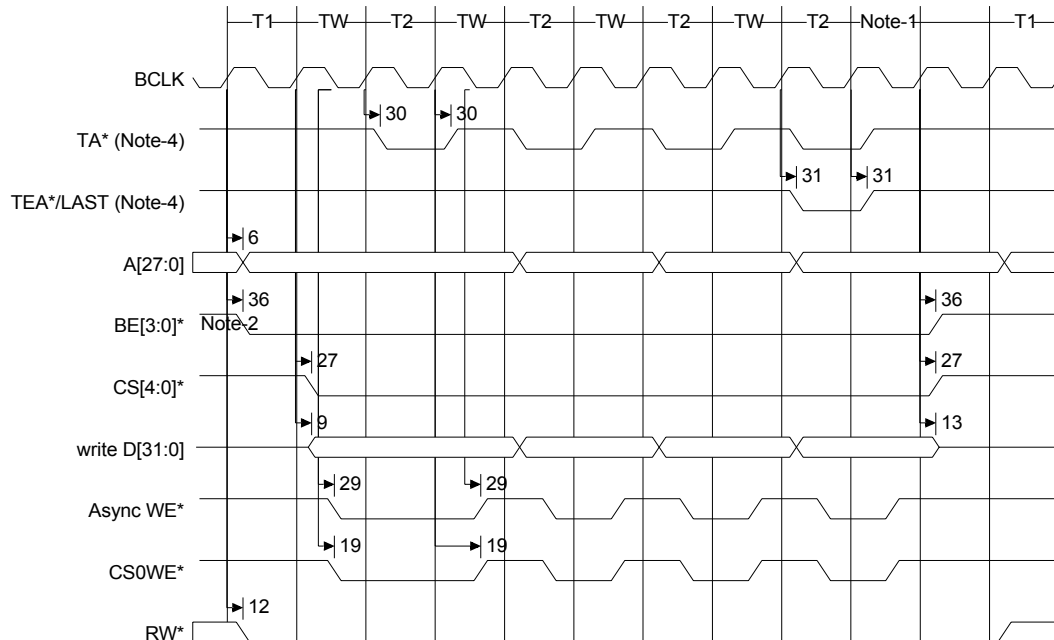 T1 TW T2 TW T2 TW T2 TW T2 Note-1 T1
BCLK
30 30
TA* (Note-4)
31 31
TEA*/LAST (Note-4)
6
A[27:0]
36 36
BE[3:0]* Note-2
27 27
CS[4:0]*
9 13
write D[31:0]
29 29
Async WE*
19 19
CS0WE*
12
RW*